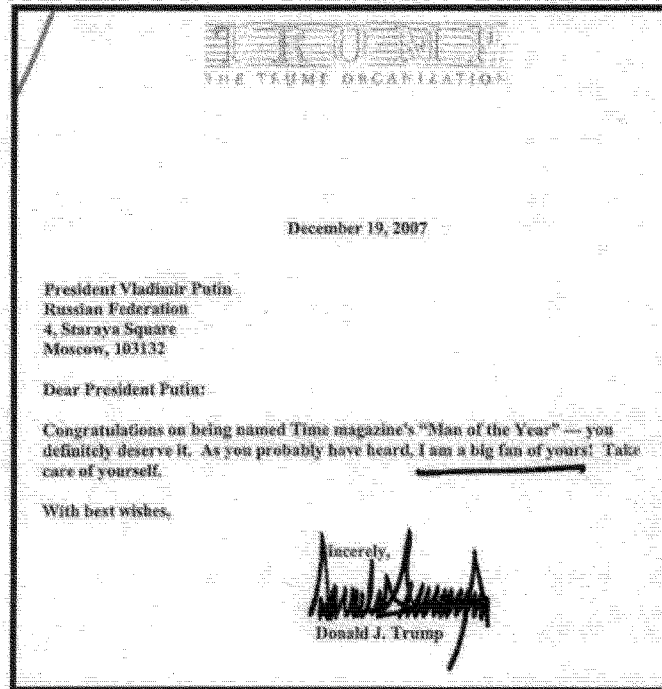 TRUMP
THE TRUMP ORGANIZATION
December 19, 2007
President Vladimir Putin
Russian Federation
4, Staraya Square
Moscow, 103132
Dear President Putin:
Congratulations on being named Time magazine's “Man of the Year” — you
definitely deserve it. As you probably have heard, I am a big fan of yours! Take
care of yourself.
With best wishes,
Sincerely,
Donald J. Trump